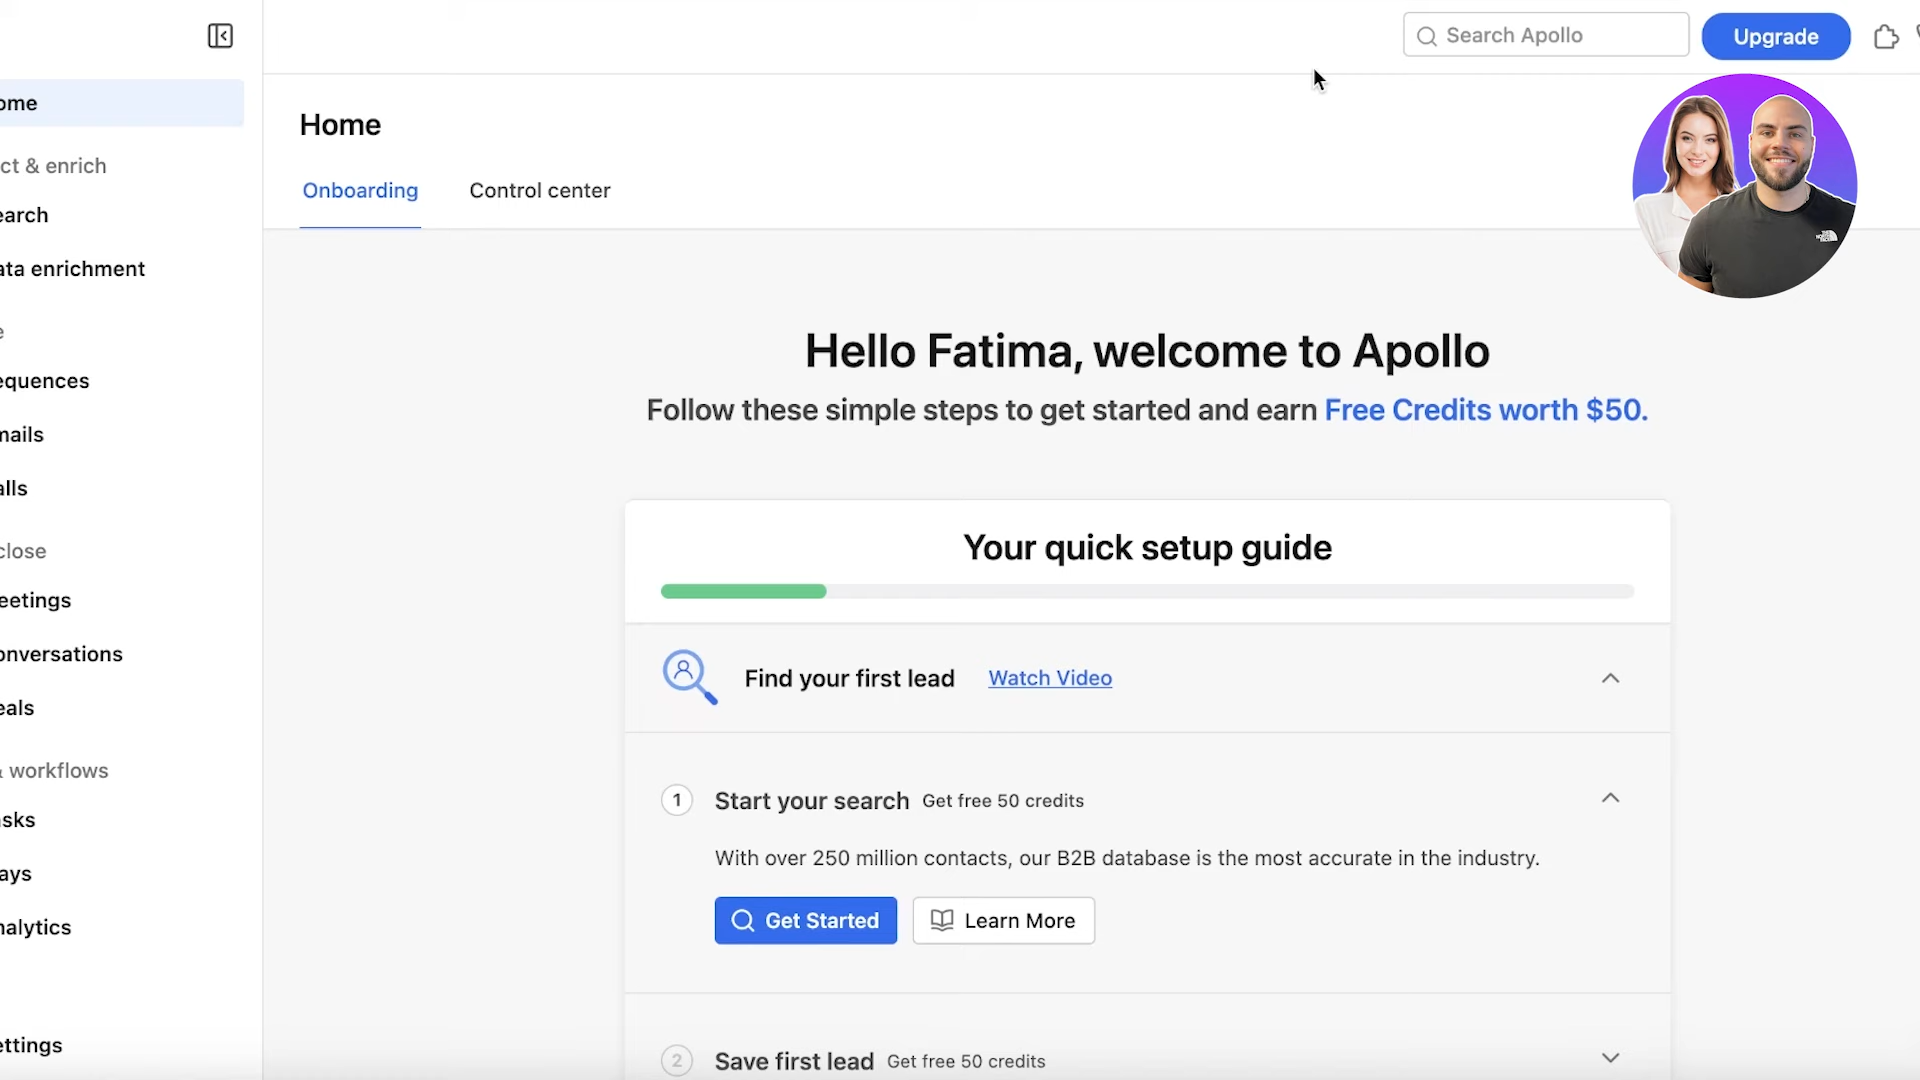 Search Apollo
Upgrade
ome
ct & enrich
earch
ata enrichment
e
equences
mails
alls
close
eetings
onversations
eals
& workflows
sks
ays
nalytics
ettings
Home
Onboarding
Control center
Hello Fatima, welcome to Apollo
Follow these simple steps to get started and earn Free Credits worth $50.
Your quick setup guide
Find your first lead
Watch Video
1
Start your search
Get free 50 credits
With over 250 million contacts, our B2B database is the most accurate in the industry.
Get Started
Learn More
2
Save first lead
Get free 50 credits